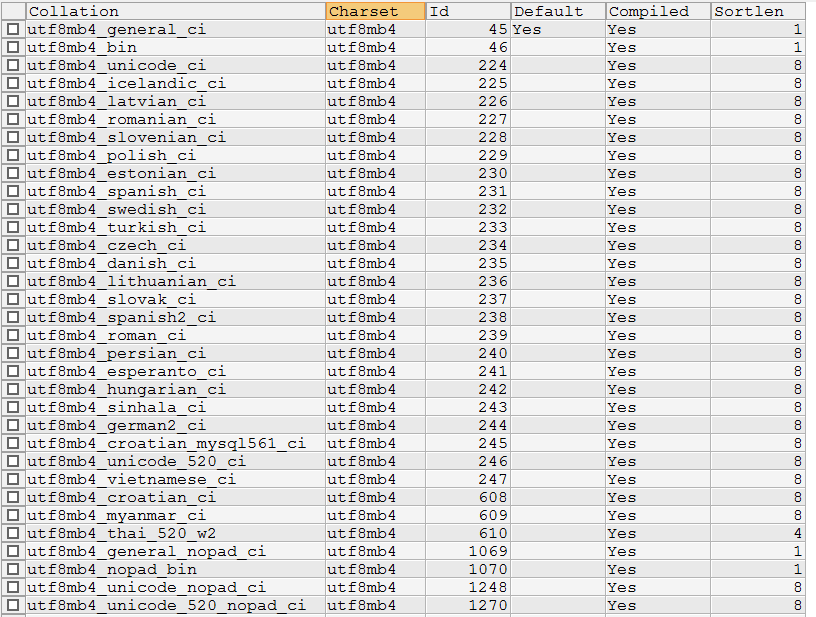 Collation Charset Id Default Compiled Sortlen
utf8mb4_general_ci utf8mb4 45 Yes Yes 1
utf8mb4_bin utf8mb4 46 Yes 1
utf8mb4_unicode_ci utf8mb4 224 Yes 8
utf8mb4_icelandic_ci utf8mb4 225 Yes 8
utf8mb4_latvian_ci utf8mb4 226 Yes 8
utf8mb4_romanian_ci utf8mb4 227 Yes 8
utf8mb4_slovenian_ci utf8mb4 228 Yes 8
utf8mb4_polish_ci utf8mb4 229 Yes 8
utf8mb4_estonian_ci utf8mb4 230 Yes 8
utf8mb4_spanish_ci utf8mb4 231 Yes 8
utf8mb4_swedish_ci utf8mb4 232 Yes 8
utf8mb4_turkish_ci utf8mb4 233 Yes 8
utf8mb4_czech_ci utf8mb4 234 Yes 8
utf8mb4_danish_ci utf8mb4 235 Yes 8
utf8mb4_lithuanian_ci utf8mb4 236 Yes 8
utf8mb4_slovak_ci utf8mb4 237 Yes 8
utf8mb4_spanish2_ci utf8mb4 238 Yes 8
utf8mb4_roman_ci utf8mb4 239 Yes 8
utf8mb4_persian_ci utf8mb4 240 Yes 8
utf8mb4_esperanto_ci utf8mb4 241 Yes 8
utf8mb4_hungarian_ci utf8mb4 242 Yes 8
utf8mb4_sinhala_ci utf8mb4 243 Yes 8
utf8mb4_german2_ci utf8mb4 244 Yes 8
utf8mb4_croatian_mysql561_ci utf8mb4 245 Yes 8
utf8mb4_unicode_520_ci utf8mb4 246 Yes 8
utf8mb4_vietnamese_ci utf8mb4 247 Yes 8
utf8mb4_croatian_ci utf8mb4 608 Yes 8
utf8mb4_myanmar_ci utf8mb4 609 Yes 8
utf8mb4_thai_520_w2 utf8mb4 610 Yes 4
utf8mb4_general_nopad_ci utf8mb4 1069 Yes 1
utf8mb4_nopad_bin utf8mb4 1070 Yes 1
utf8mb4_unicode_nopad_ci utf8mb4 1248 Yes 8
utf8mb4_unicode_520_nopad_ci utf8mb4 1270 Yes 8